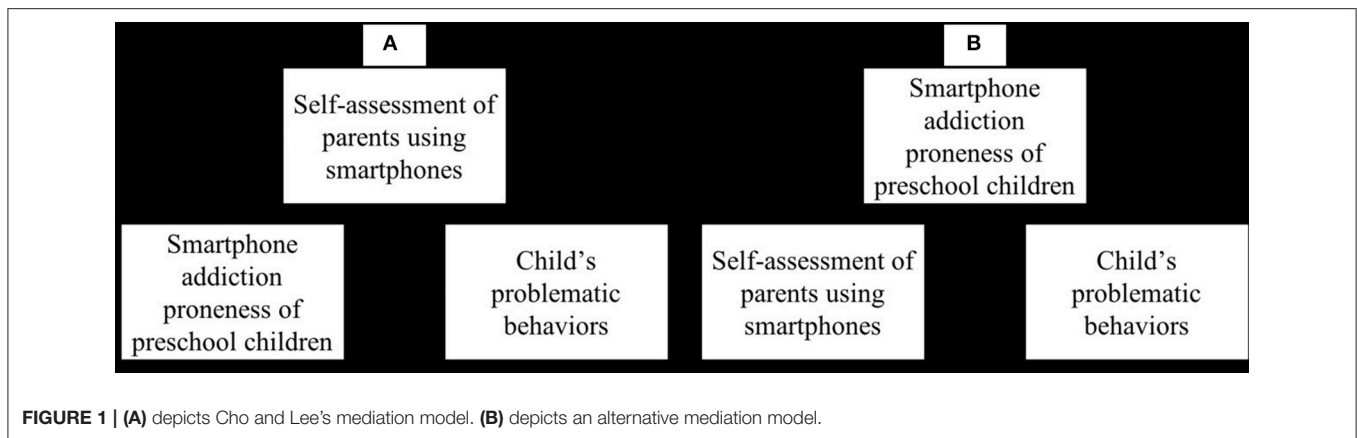 A
Self-assessment of
parents using
smartphones
Smartphone
addiction
proneness of
preschool children
Child's
problematic
behaviors
B
Smartphone
addiction
proneness of
preschool children
Self-assessment of
parents using
smartphones
Child's
problematic
behaviors
FIGURE 1 | (A) depicts Cho and Lee's mediation model. (B) depicts an alternative mediation model.